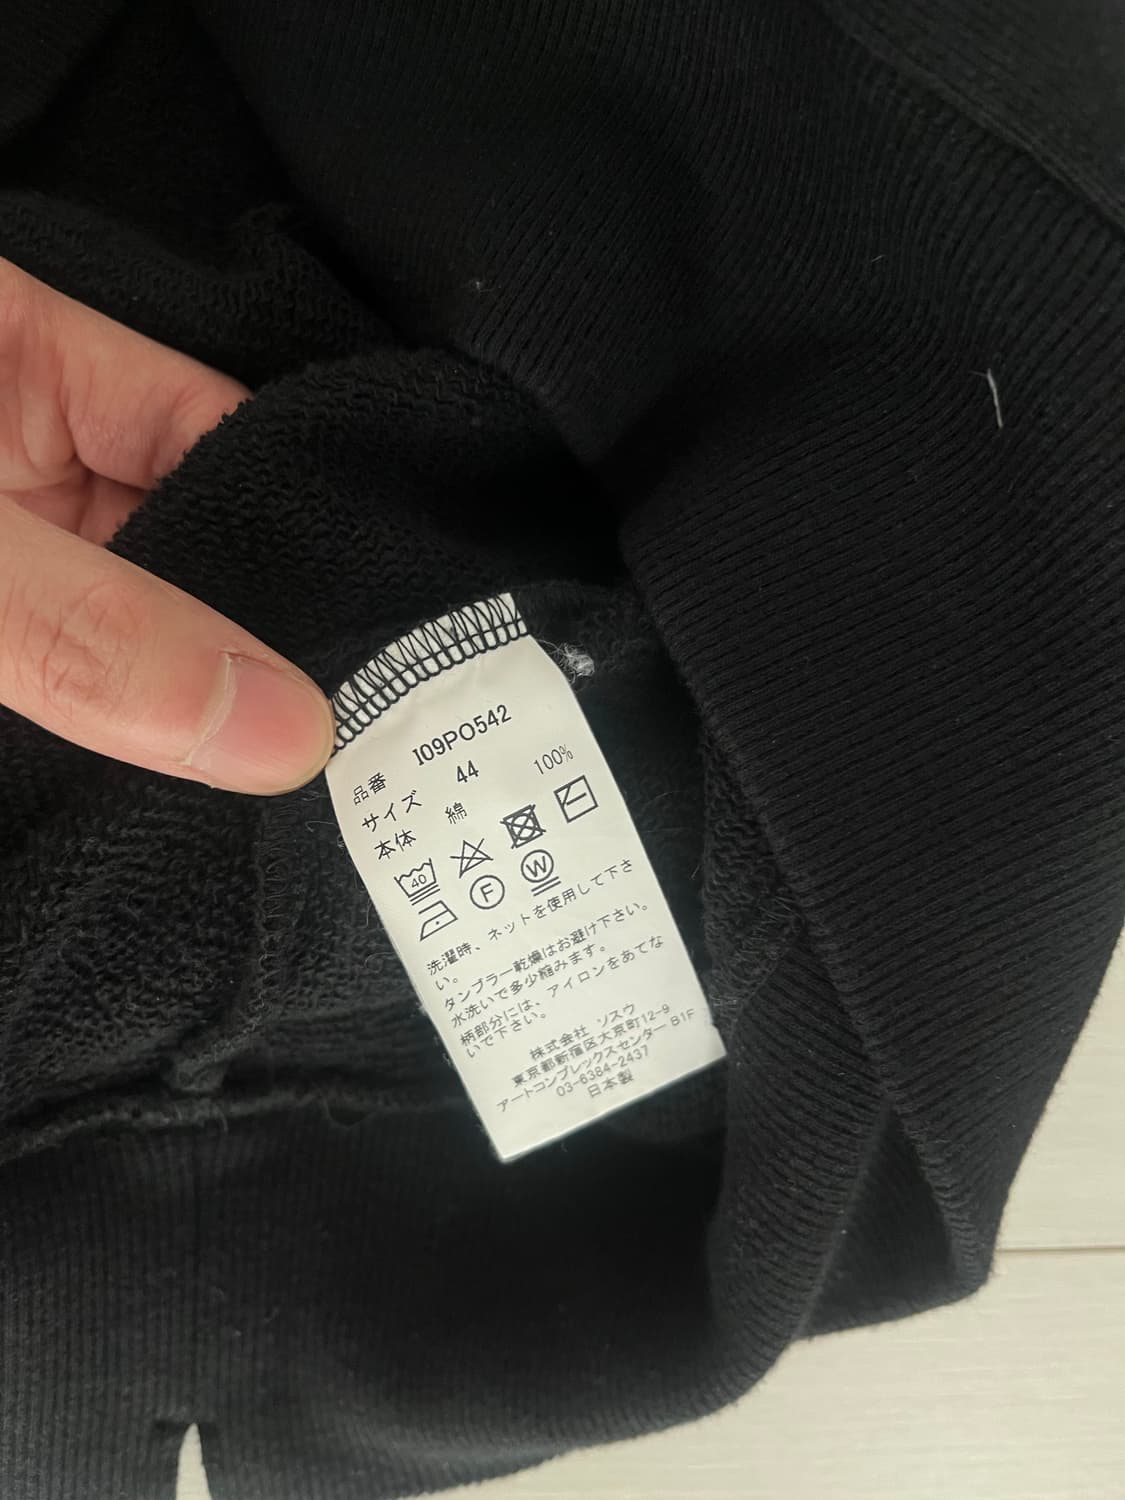 品番 I09PO542
サイズ 44
本体 綿 100%
40
F W
洗濯時、ネットを使用して下さ
い。
タンブラー乾燥はお避け下さい。
水洗いで多少縮みます。
柄部分には、アイロンをあてな
いで下さい。
株式会社 ソスウ
東京都新宿区大京町12-9
アートコンプレックスセンター B1F
03-6384-2437
日本製